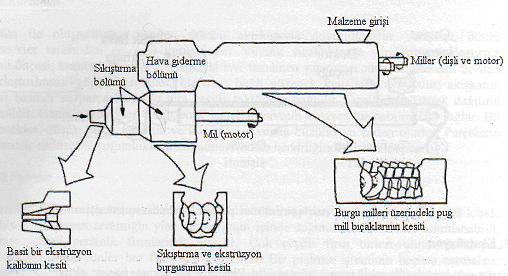 Malzeme girişi
Hava giderme
bölümü
Sıkıştırma
bölümü
Miller (dişli ve motor)
Mil (motor)
Burgu milleri üzerindeki pug
mill bıçaklarının kesiti
Basit bir ekstrüzyon
kalıbının kesiti
Sıkıştırma ve ekstrüzyon
burgusunun kesiti